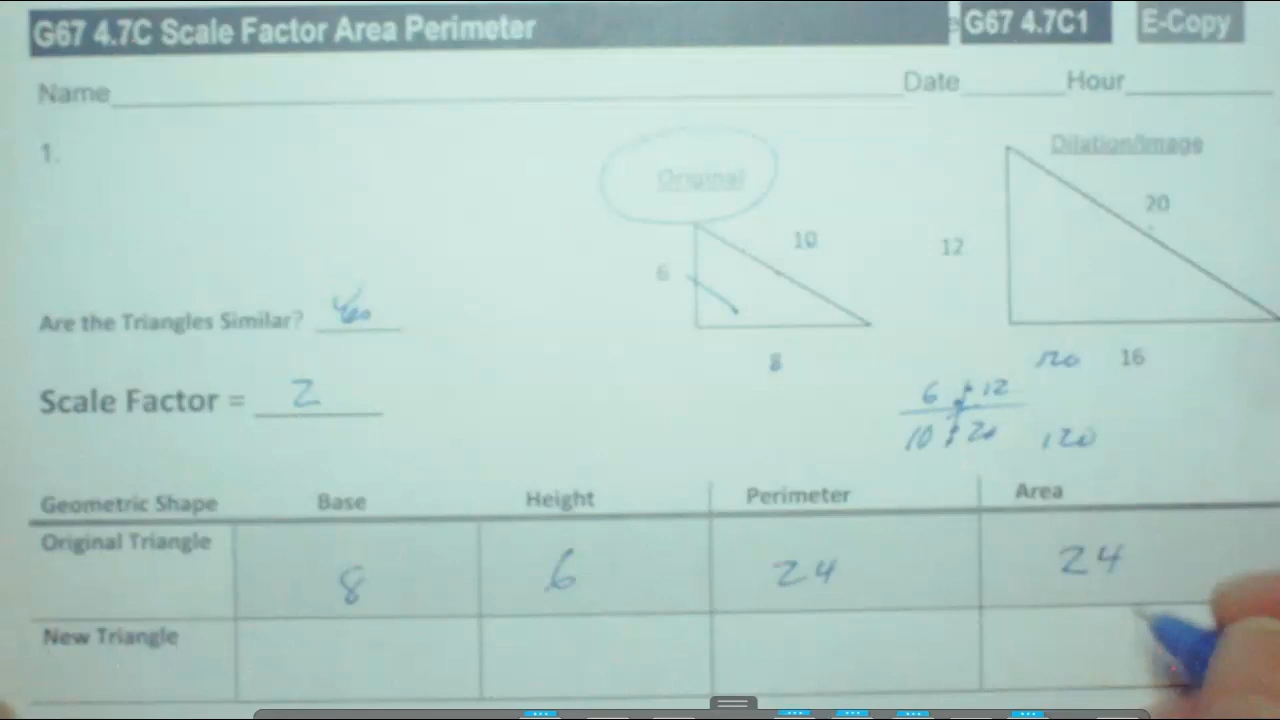 G67 4.7C Scale Factor Area Perimeter
G67 4.7C1
E-Copy
Name Date Hour
1.
Original
Dilation/Image
10
20
6
12
8
16
Are the Triangles Similar? yes
Scale Factor = 2
6 12
10 20
120
120
Geometric Shape Base Height Perimeter Area
Original Triangle 8 6 24 24
New Triangle